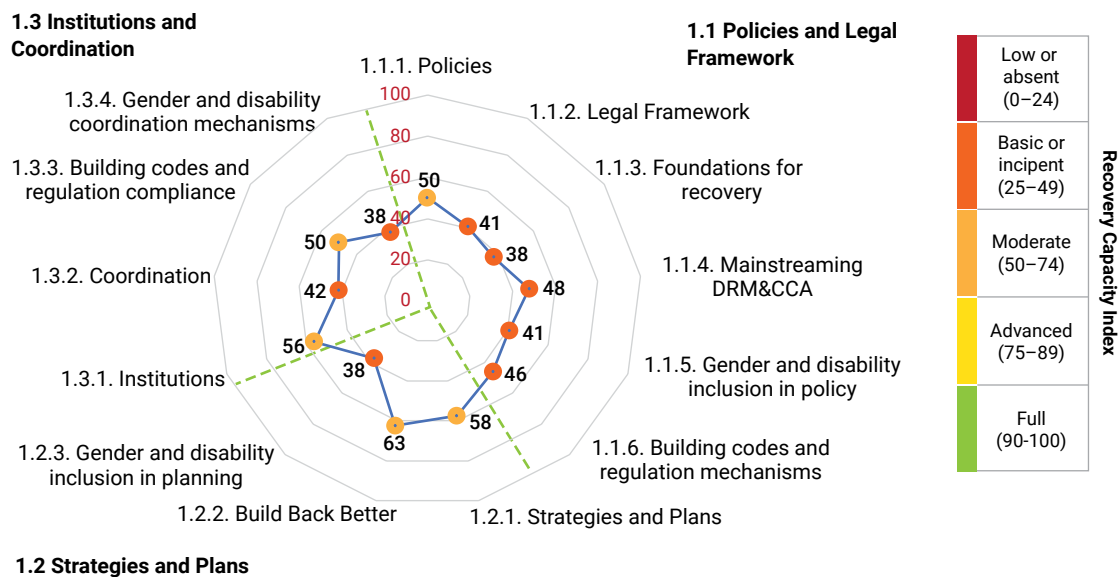 1.3 Institutions and
Coordination
1.1 Policies and Legal
Framework
1.1.1. Policies
1.1.2. Legal Framework
1.1.3. Foundations for
recovery
1.1.4. Mainstreaming
DRM&CCA
1.1.5. Gender and disability
inclusion in policy
1.1.6. Building codes and
regulation mechanisms
1.2.1. Strategies and Plans
1.2.2. Build Back Better
1.2.3. Gender and disability
inclusion in planning
1.3.1. Institutions
1.3.2. Coordination
1.3.3. Building codes and
regulation compliance
1.3.4. Gender and disability
coordination mechanisms
100
80
60
40
20
0
50
41
38
48
41
46
58
63
38
56
42
50
38
1.2 Strategies and Plans
Low or
absent
(0–24)
Basic or
incipent
(25–49)
Moderate
(50–74)
Advanced
(75–89)
Full
(90-100)
Recovery Capacity Index